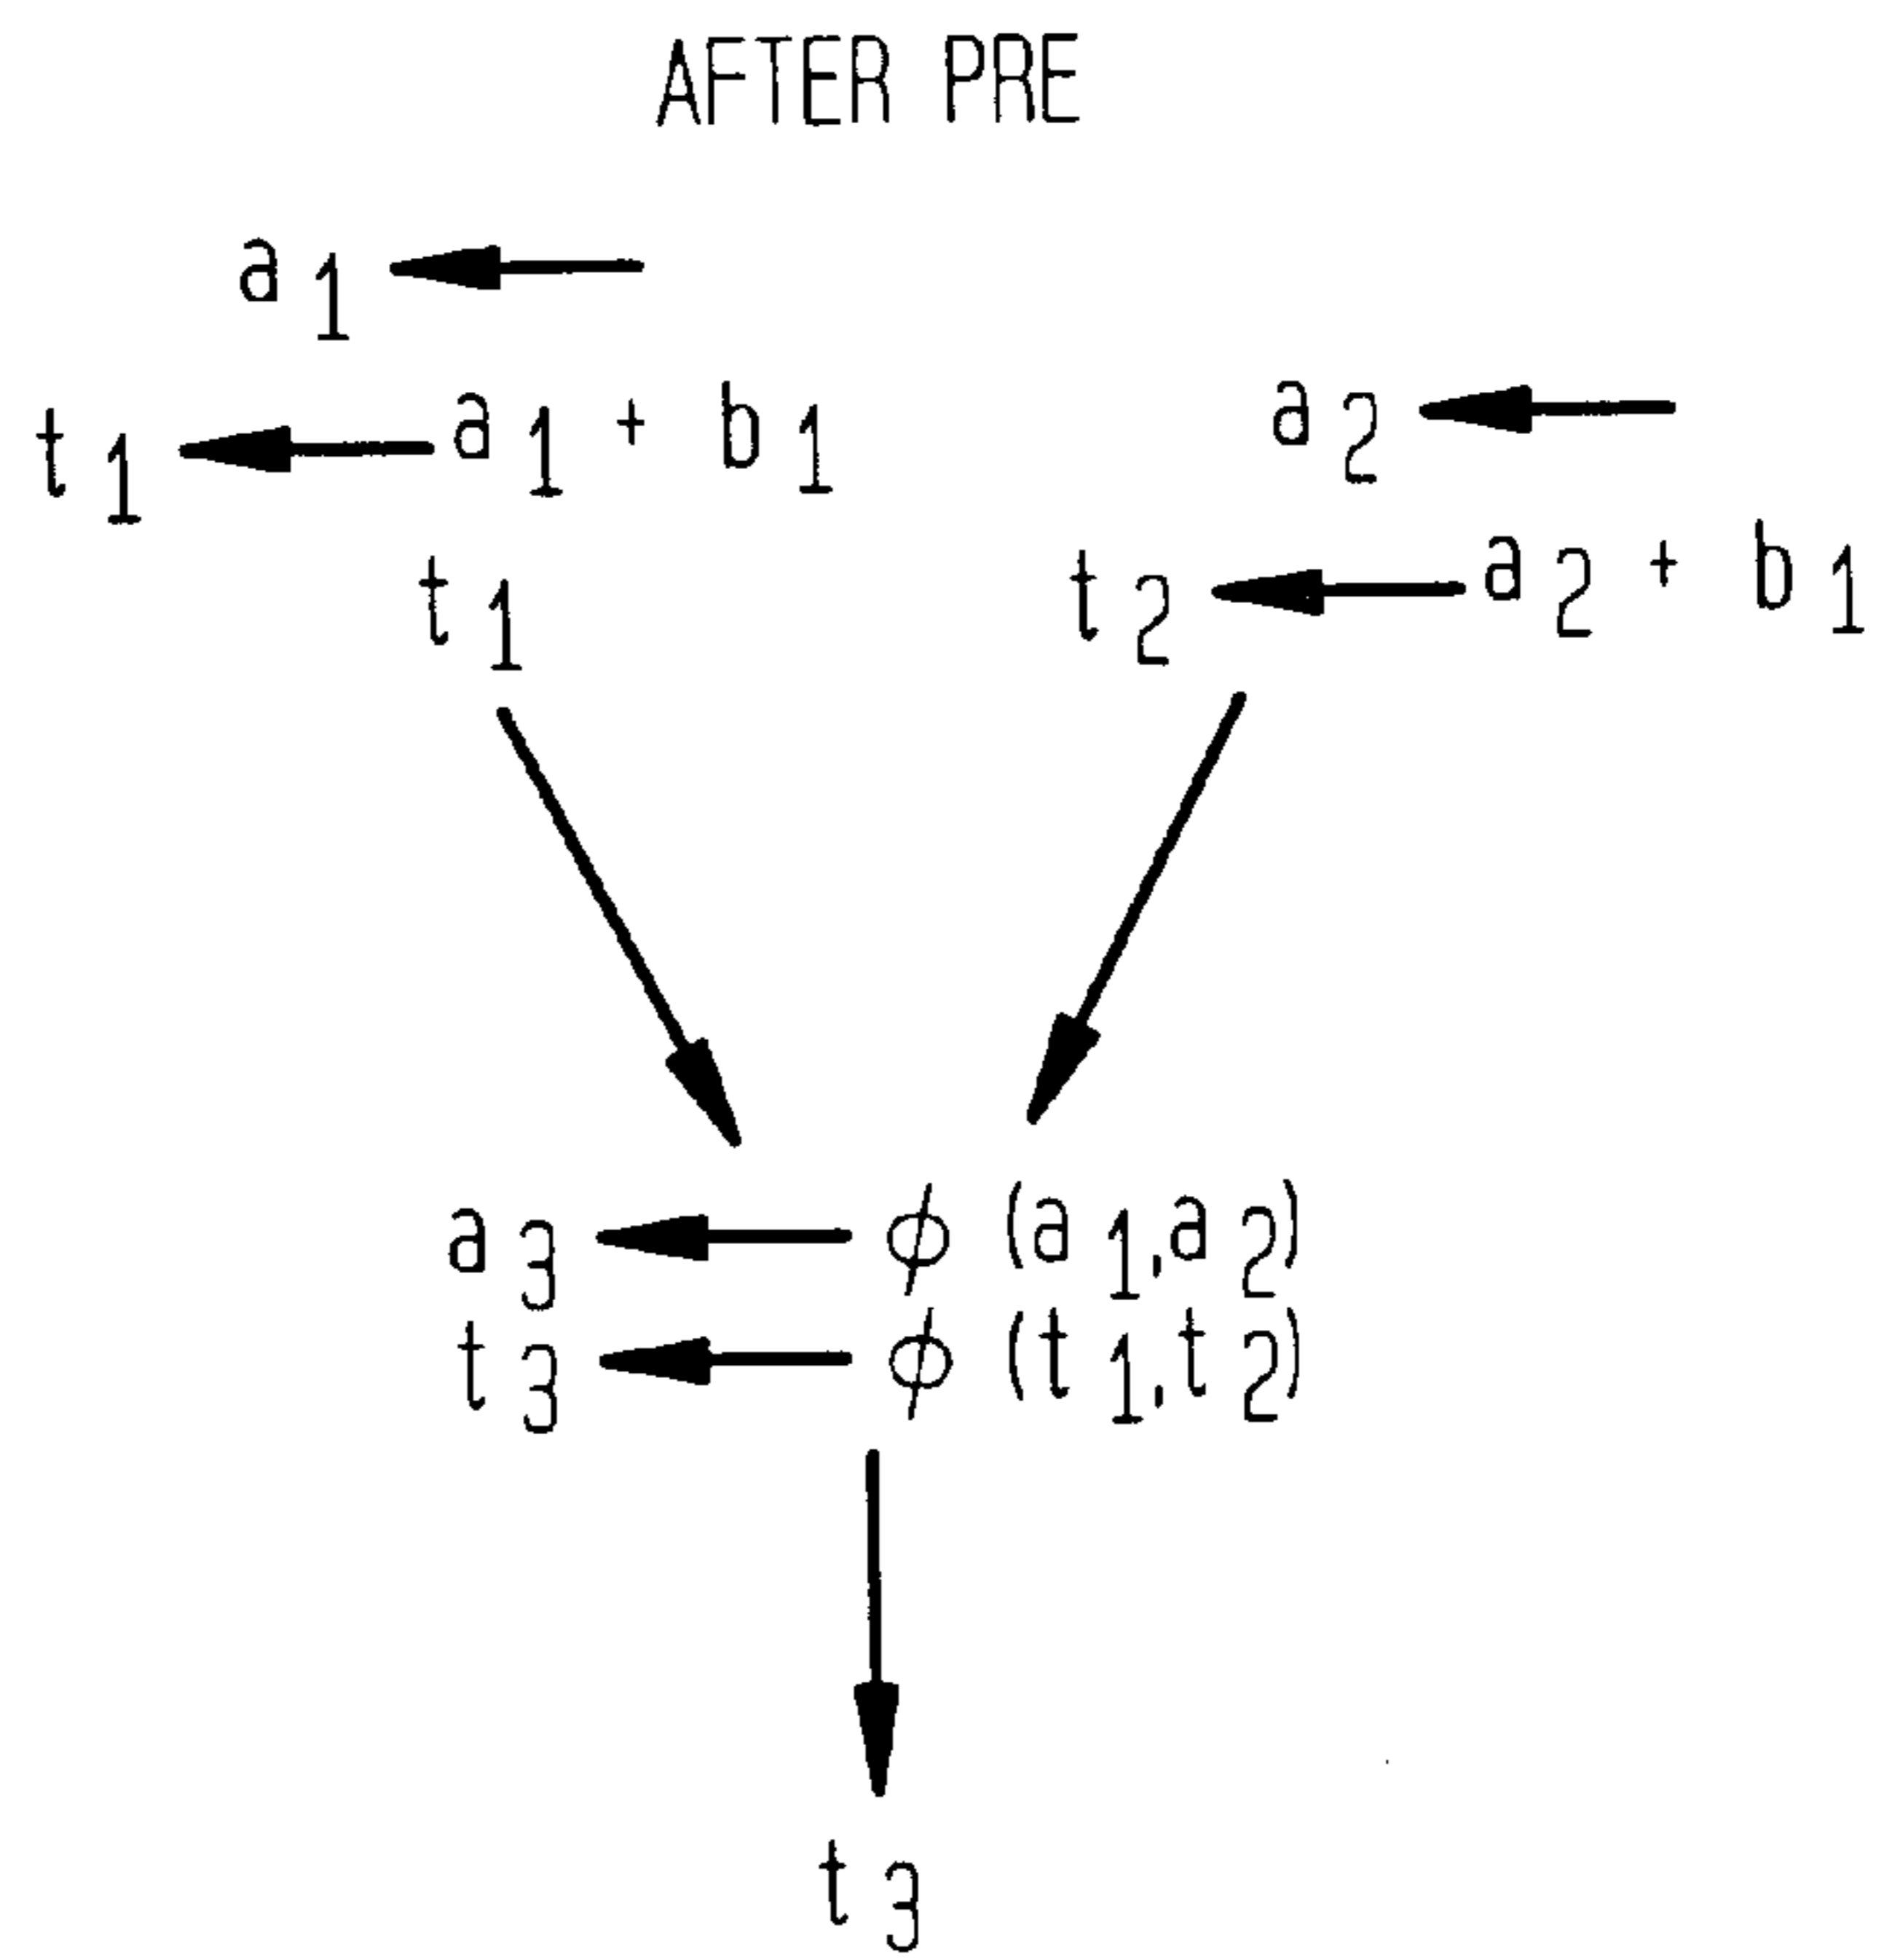 AFTER PRE
a1 ←
t1 ← a1 + b1
t1
a2 ←
t2 ← a2 + b1
a3 ← ϕ (a1,a2)
t3 ← ϕ (t1,t2)
t3